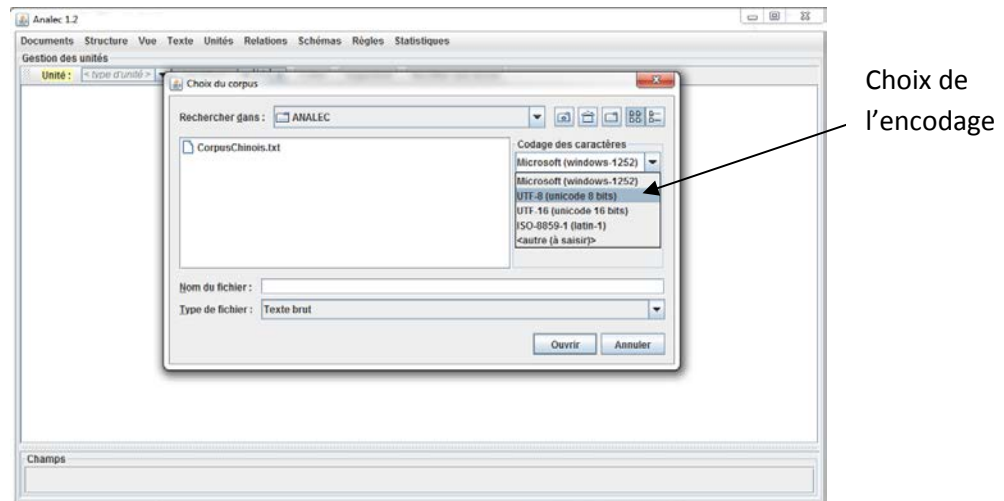 Analec 1.2
Documents Structure Vue Texte Unités Relations Schémas Règles Statistiques
Gestion des unités
Unité : < type d'unité >
Choix du corpus
Rechercher dans : ANALEC
CorpusChinois.txt
Codage des caractères
Microsoft (windows-1252)
Microsoft (windows-1252)
UTF-8 (unicode 8 bits)
UTF-16 (unicode 16 bits)
ISO-8859-1 (latin-1)
<autre (à saisir)>
Nom du fichier :
Type de fichier : Texte brut
Ouvrir Annuler
Champs
Choix de
l’encodage